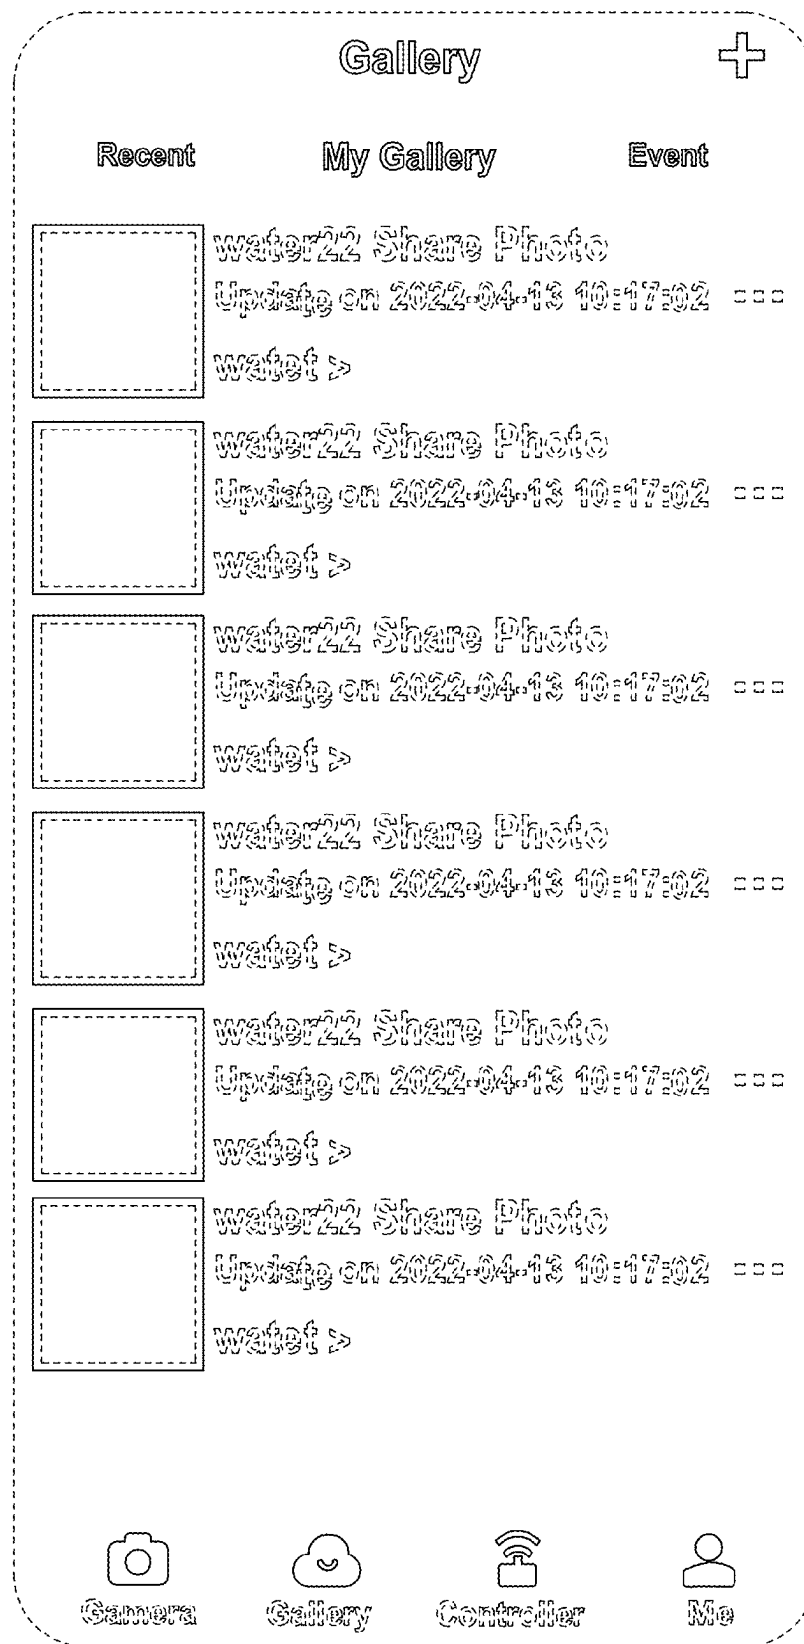 Gallery
Recent My Gallery Event
water22 Share Photo
Update on 2022-04-13 10:17:02
watet >
water22 Share Photo
Update on 2022-04-13 10:17:02
watet >
water22 Share Photo
Update on 2022-04-13 10:17:02
watet >
water22 Share Photo
Update on 2022-04-13 10:17:02
watet >
water22 Share Photo
Update on 2022-04-13 10:17:02
watet >
water22 Share Photo
Update on 2022-04-13 10:17:02
watet >
Gamera Gallery Controller Me